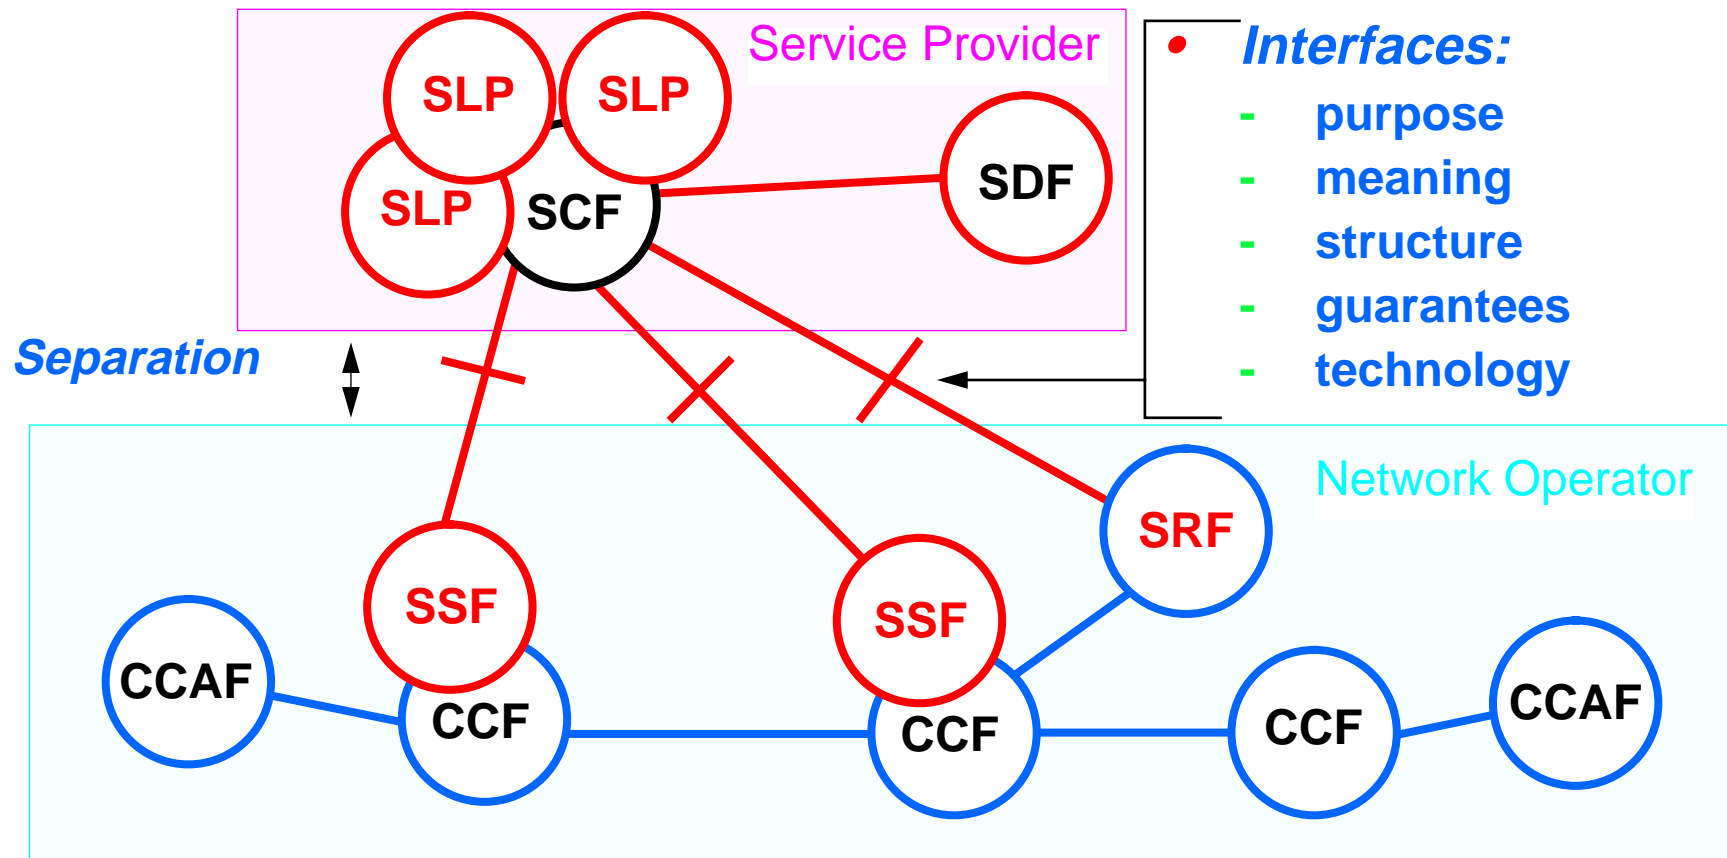 Service Provider
SLP
SLP
SLP
SCF
SDF
• Interfaces:
- purpose
- meaning
- structure
- guarantees
- technology
Separation
Network Operator
SRF
SSF
SSF
CCAF
CCF
CCF
CCF
CCAF